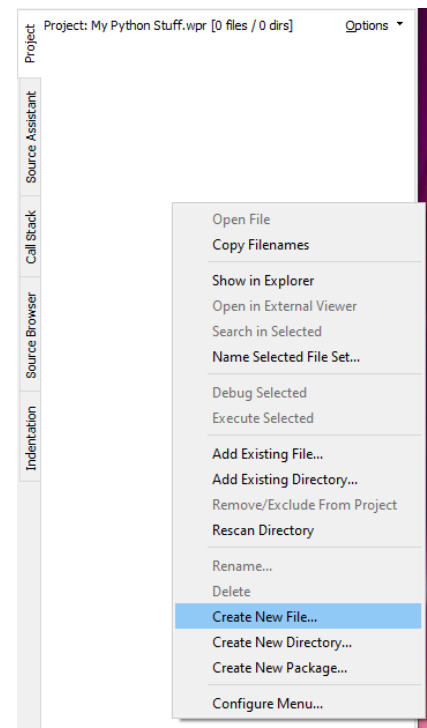 Project: My Python Stuff.wpr [0 files / 0 dirs]
Options
Project
Source Assistant
Call Stack
Source Browser
Indentation
Open File
Copy Filenames
Show in Explorer
Open in External Viewer
Search in Selected
Name Selected File Set...
Debug Selected
Execute Selected
Add Existing File...
Add Existing Directory...
Remove/Exclude From Project
Rescan Directory
Rename...
Delete
Create New File...
Create New Directory...
Create New Package...
Configure Menu...